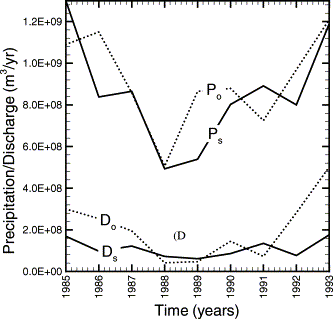 Precipitation/Discharge (m³/yr)
1.2E+09
1.0E+09
8.0E+08
6.0E+08
4.0E+08
2.0E+08
0.0E+00
Pₒ
Pₛ
Dₒ
Dₛ
(D
1985
1986
1987
1988
1989
1990
1991
1992
1993
Time (years)